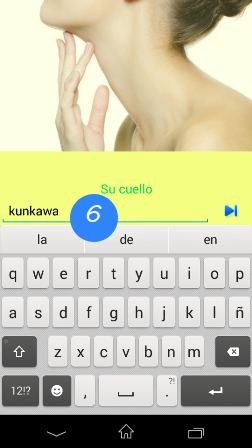 Su cuello
kunkawa
6
la de en
q w e r t y u i o p
a s d f g h j k l ñ
z x c v b n m
12!? , ?!.